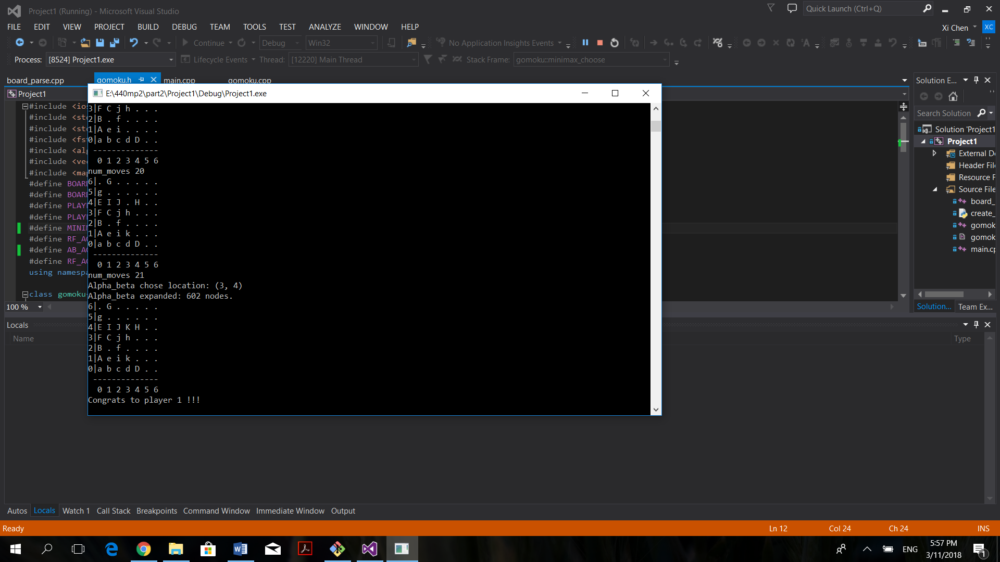 Project1 (Running) - Microsoft Visual Studio
Quick Launch (Ctrl+Q)
FILE EDIT VIEW PROJECT BUILD DEBUG TEAM TOOLS TEST ANALYZE WINDOW HELP
Xi Chen XC
Continue Debug Win32 No Application Insights Events
Process: [8524] Project1.exe Lifecycle Events Thread: [12220] Main Thread Stack Frame: gomoku::minimax_choose
board_parse.cpp gomoku.h main.cpp gomoku.cpp
Project1
E:\440mp2\part2\Project1\Debug\Project1.exe
3|F C j h . . .
2|B . f . . . .
1|A e i . . . .
0|a b c d D . .
--------------
0 1 2 3 4 5 6
num_moves 20
6|. G . . . . .
5|g . . . . . .
4|E I J . H . .
3|F C j h . . .
2|B . f . . . .
1|A e i k . . .
0|a b c d D . .
--------------
0 1 2 3 4 5 6
num_moves 21
Alpha_beta chose location: (3, 4)
Alpha_beta expanded: 602 nodes.
6|. G . . . . .
5|g . . . . . .
4|E I J K H . .
3|F C j h . . .
2|B . f . . . .
1|A e i k . . .
0|a b c d D . .
--------------
0 1 2 3 4 5 6
Congrats to player 1 !!!
#include <ios
#include <st
#include <st
#include <fs
#include <alg
#include <ve
#include <ma
#define BOAR
#define BOAR
#define PLAY
#define PLAY
#define MINI
#define RF_A
#define AB_A
#define RF_A
using namespa
class gomoku
100 %
Solution E...
Search Solution
Solution 'Project1
Project1
External De
Header File
Resource F
Source File
board_
create_
gomok
gomok
main.cp
Solution... Team Ex...
Locals
Name Type
Autos Locals Watch 1 Call Stack Breakpoints Command Window Immediate Window Output
Ready Ln 12 Col 24 Ch 24 INS
ENG
5:57 PM
3/11/2018
1